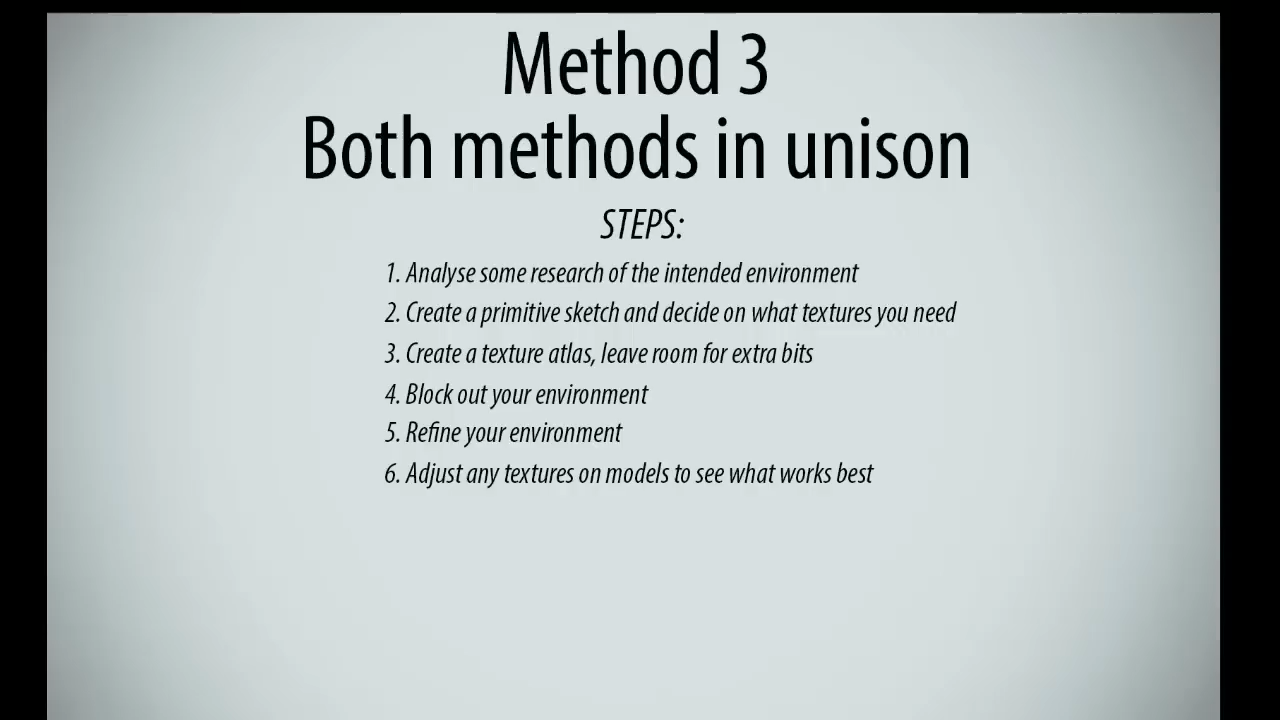 Method 3
Both methods in unison
STEPS:
1. Analyse some research of the intended environment
2. Create a primitive sketch and decide on what textures you need
3. Create a texture atlas, leave room for extra bits
4. Block out your environment
5. Refine your environment
6. Adjust any textures on models to see what works best